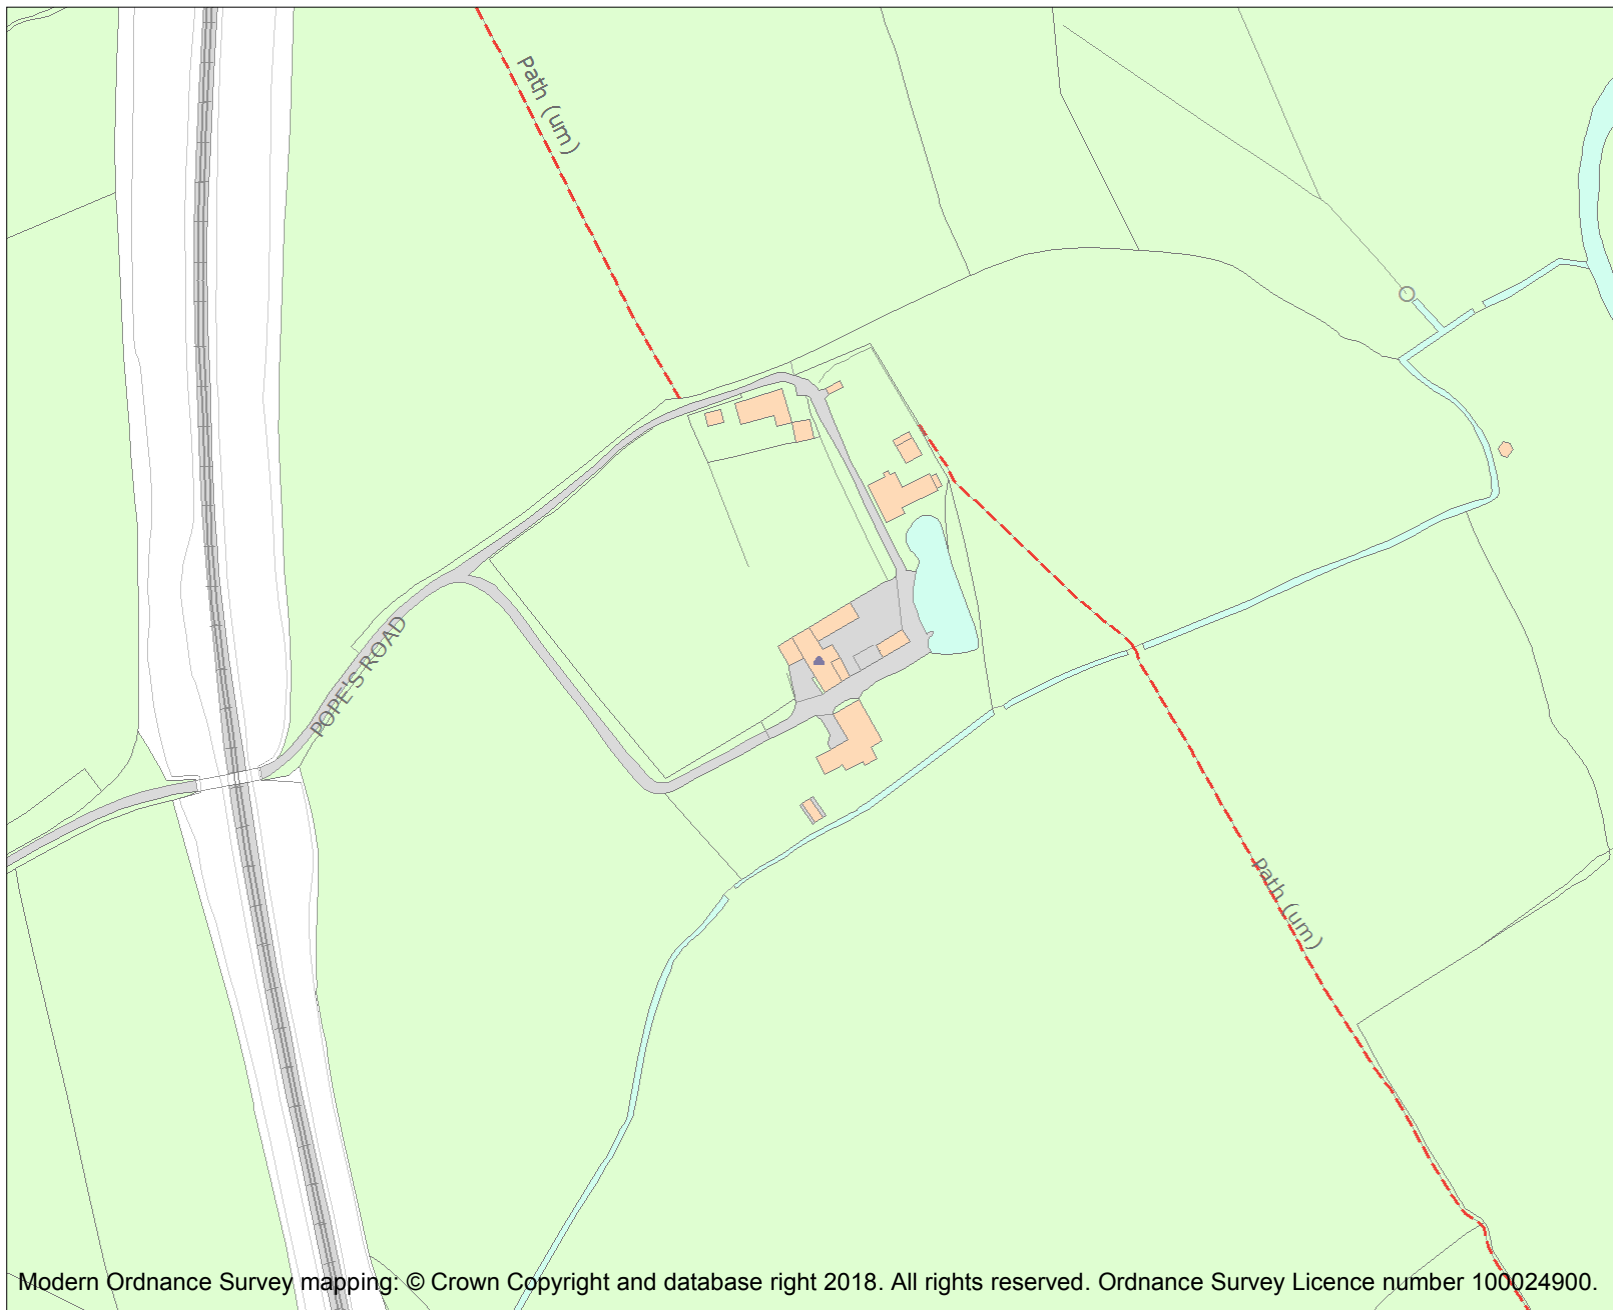 Path (um)
POPE'S ROAD
Path (um)
Modern Ordnance Survey mapping: © Crown Copyright and database right 2018. All rights reserved. Ordnance Survey Licence number 100024900.